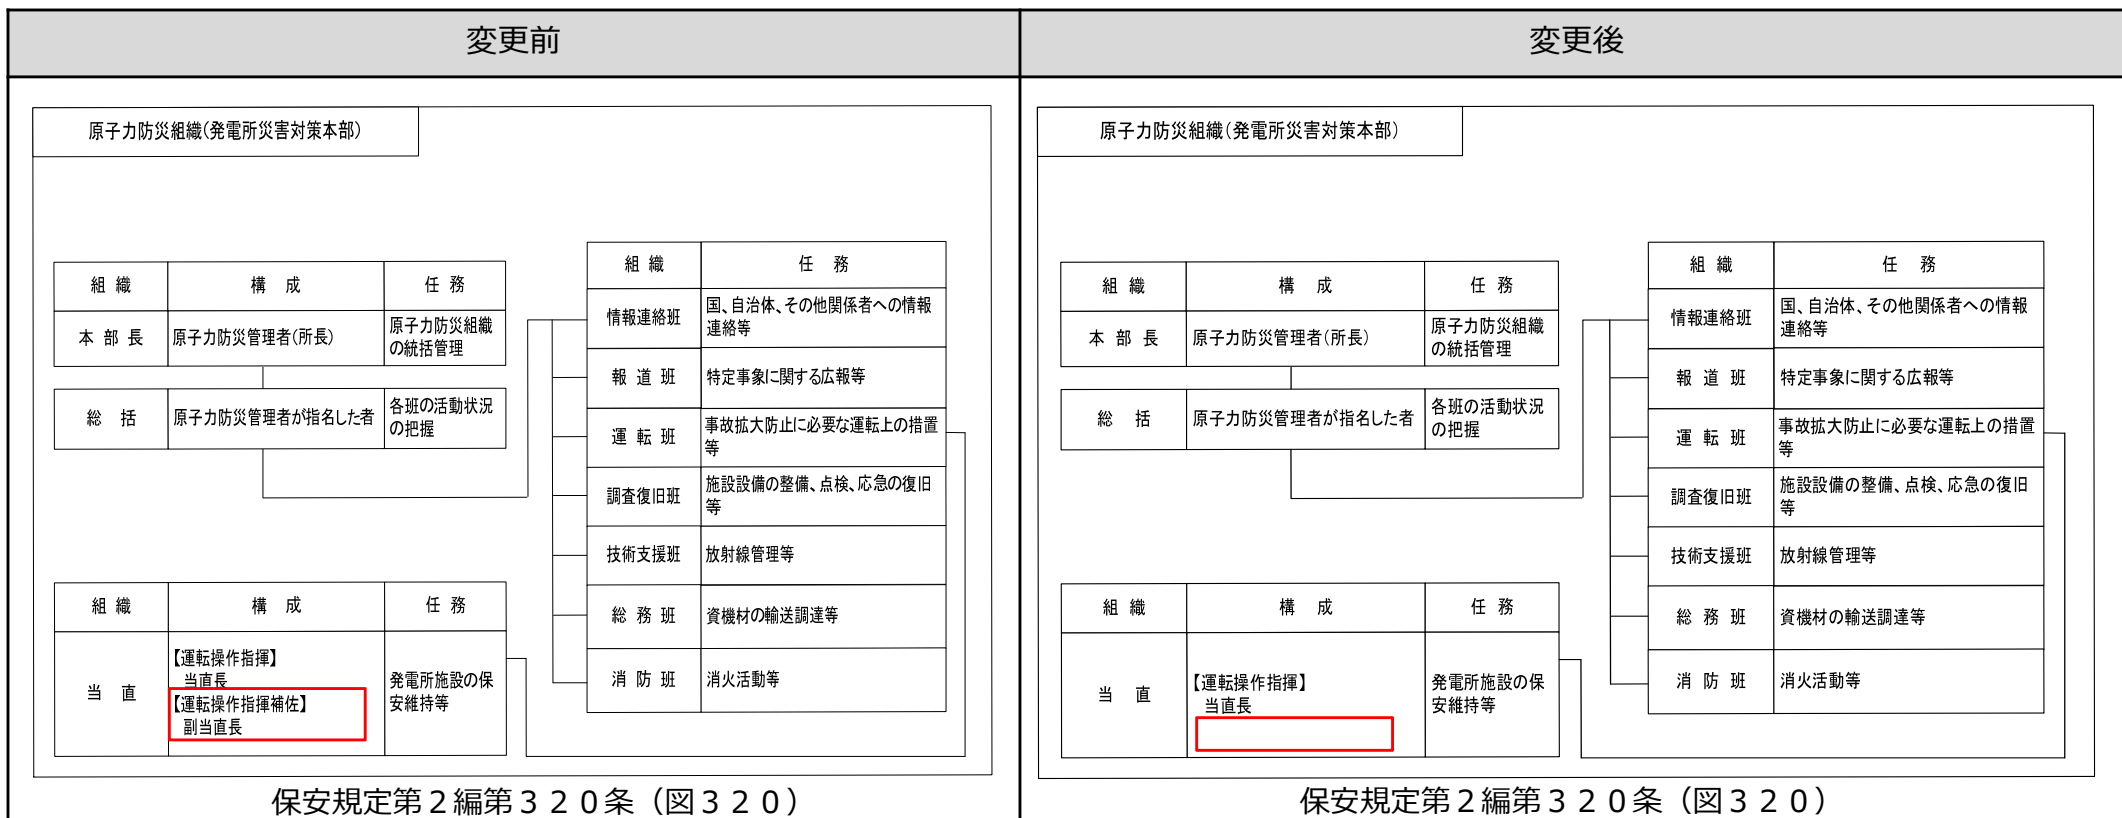 変更前
原子力防災組織(発電所災害対策本部)
組 織 構 成 任 務
本 部 長 原子力防災管理者(所長) 原子力防災組織
の統括管理
総 括 原子力防災管理者が指名した者 各班の活動状況
の把握
組 織 任 務
情報連絡班 国、自治体、その他関係者への情報
連絡等
報 道 班 特定事象に関する広報等
運 転 班 事故拡大防止に必要な運転上の措置
等
調査復旧班 施設設備の整備、点検、応急の復旧
等
技術支援班 放射線管理等
総 務 班 資機材の輸送調達等
消 防 班 消火活動等
組 織 構 成 任 務
当 直 【運転操作指揮】
当直長
【運転操作指揮補佐】
副当直長
発電所施設の保
安維持等
保安規定第２編第３２０条（図３２０）
変更後
原子力防災組織(発電所災害対策本部)
組 織 構 成 任 務
本 部 長 原子力防災管理者(所長) 原子力防災組織
の統括管理
総 括 原子力防災管理者が指名した者 各班の活動状況
の把握
組 織 任 務
情報連絡班 国、自治体、その他関係者への情報
連絡等
報 道 班 特定事象に関する広報等
運 転 班 事故拡大防止に必要な運転上の措置
等
調査復旧班 施設設備の整備、点検、応急の復旧
等
技術支援班 放射線管理等
総 務 班 資機材の輸送調達等
消 防 班 消火活動等
組 織 構 成 任 務
当 直 【運転操作指揮】
当直長
発電所施設の保
安維持等
保安規定第２編第３２０条（図３２０）